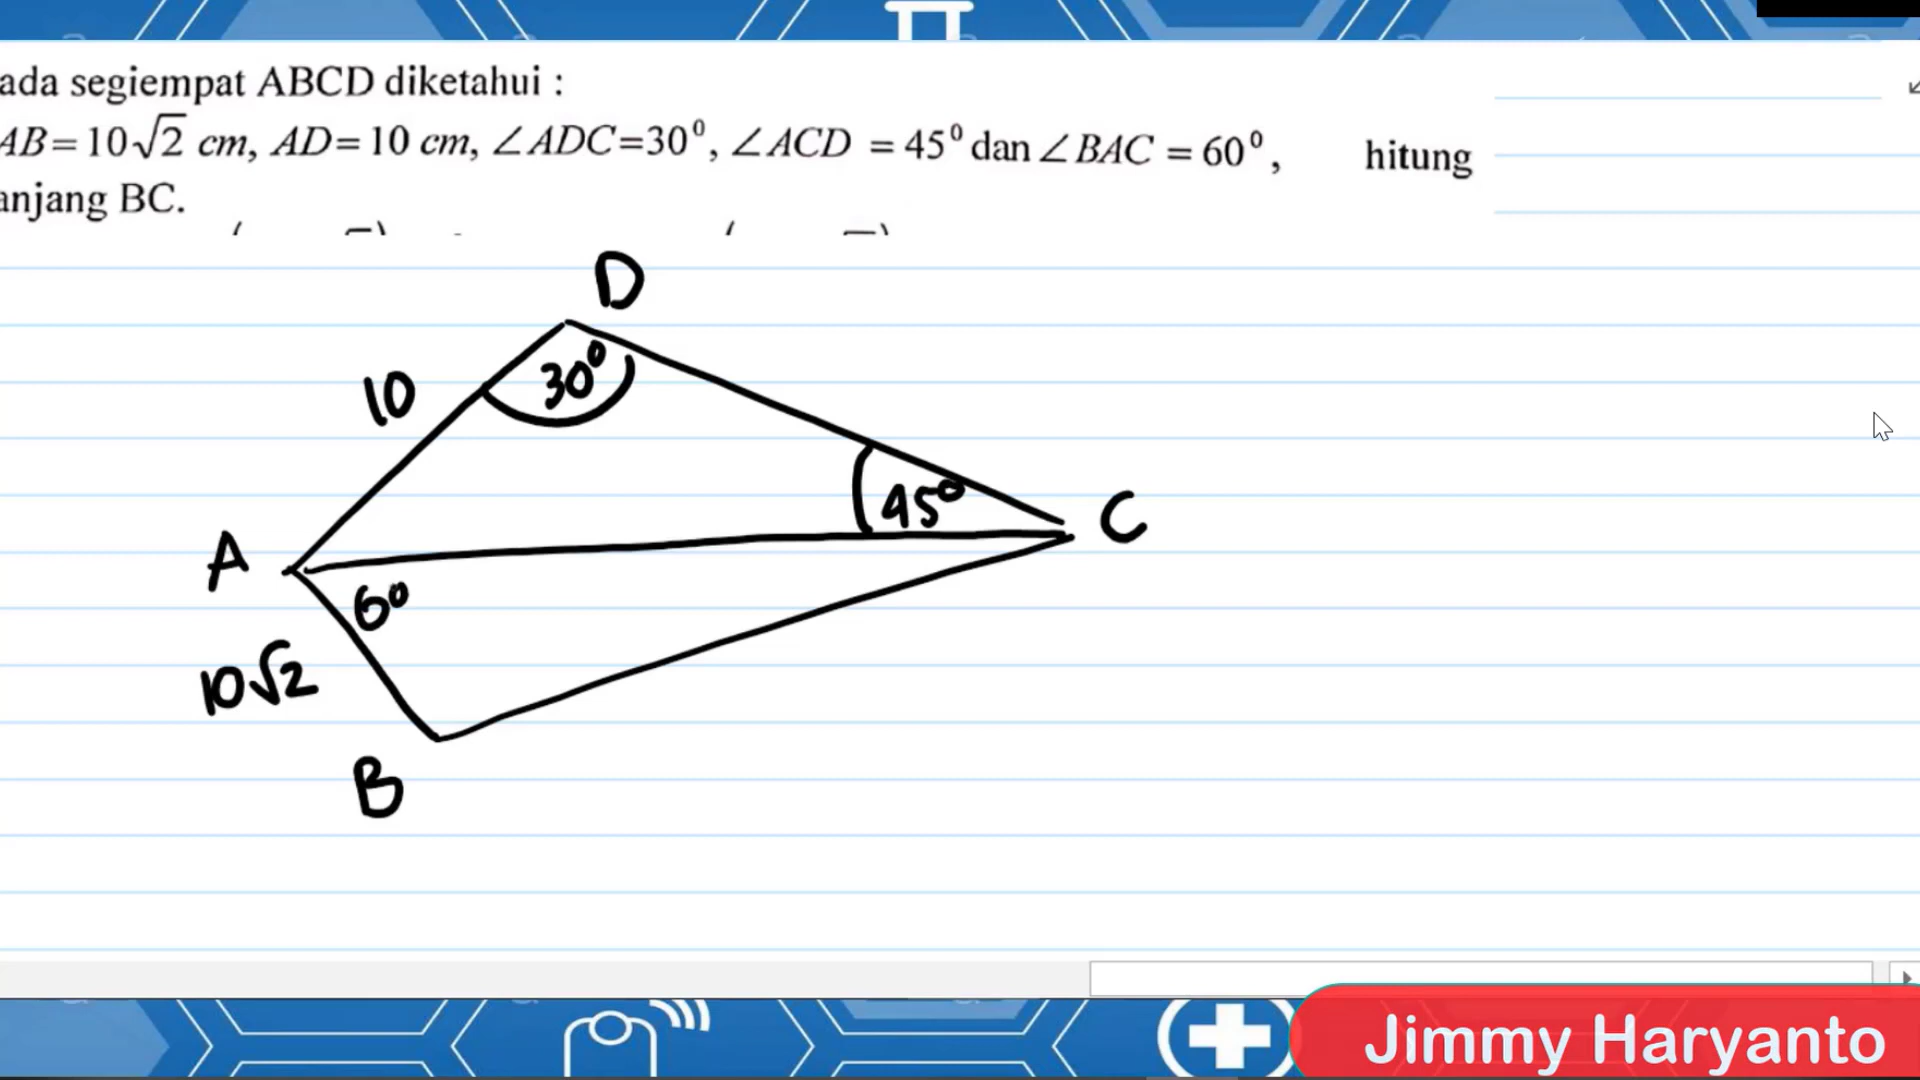 ada segiempat ABCD diketahui :
AB = 10√2 cm, AD = 10 cm, ∠ADC=30⁰, ∠ACD = 45⁰ dan ∠BAC = 60⁰, hitung
anjang BC.
D
30⁰
10
45⁰
C
A
60
10√2
B
Jimmy Haryanto